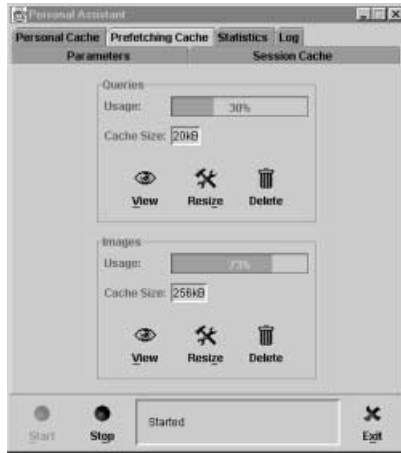 Personal Assistant
Personal Cache Prefetching Cache Statistics Log
Parameters Session Cache
Queries
Usage: 30%
Cache Size: 20kB
View Resize Delete
Images
Usage: 73%
Cache Size: 256kB
View Resize Delete
Start Stop Started Exit